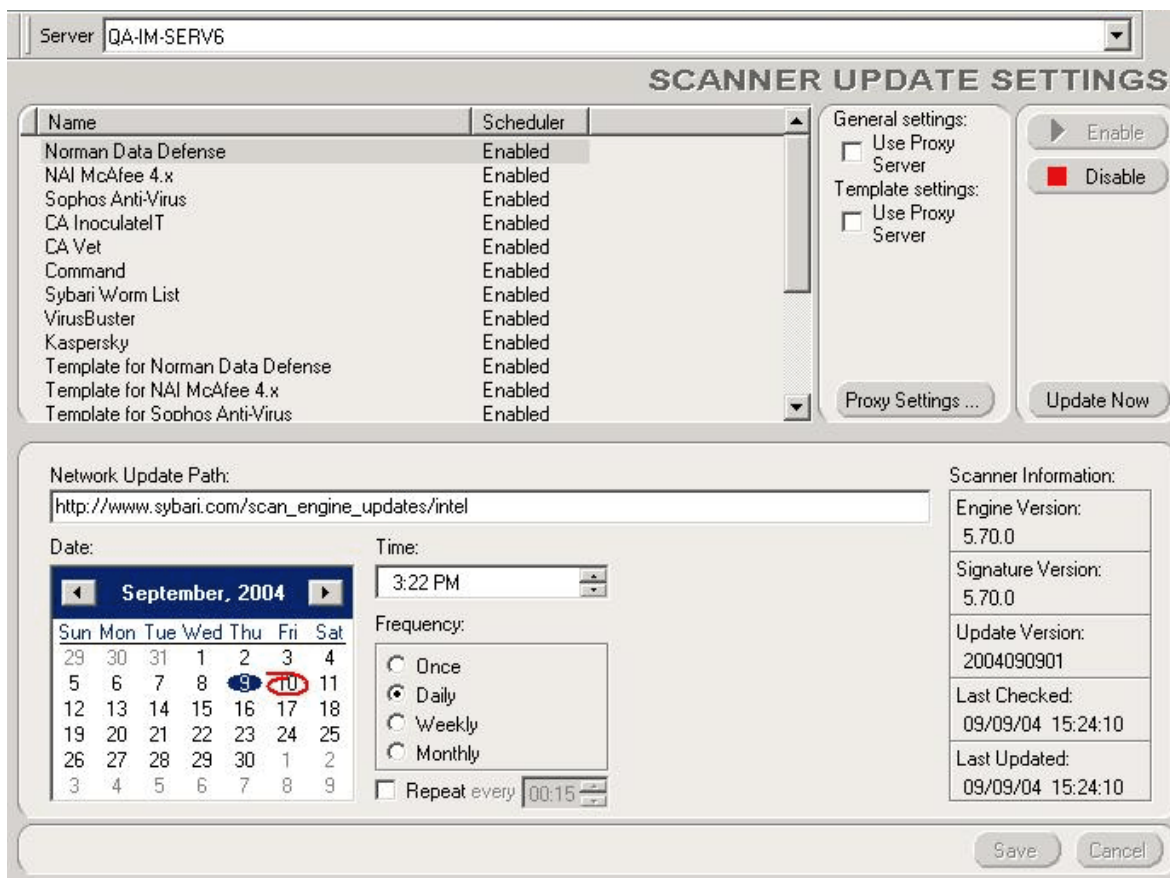 Server QA-IM-SERV6
SCANNER UPDATE SETTINGS
Name Scheduler
Norman Data Defense Enabled
NAI McAfee 4.x Enabled
Sophos Anti-Virus Enabled
CA InoculateIT Enabled
CA Vet Enabled
Command Enabled
Sybari Worm List Enabled
VirusBuster Enabled
Kaspersky Enabled
Template for Norman Data Defense Enabled
Template for NAI McAfee 4.x Enabled
Template for Sophos Anti-Virus Enabled
General settings:
Use Proxy
Server
Template settings:
Use Proxy
Server
Proxy Settings ...
Enable
Disable
Update Now
Network Update Path:
http://www.sybari.com/scan_engine_updates/intel
Date:
September, 2004
Sun Mon Tue Wed Thu Fri Sat
29 30 31 1 2 3 4
5 6 7 8 9 10 11
12 13 14 15 16 17 18
19 20 21 22 23 24 25
26 27 28 29 30 1 2
3 4 5 6 7 8 9
Time:
3:22 PM
Frequency:
Once
Daily
Weekly
Monthly
Repeat every 00:15
Scanner Information:
Engine Version:
5.70.0
Signature Version:
5.70.0
Update Version:
2004090901
Last Checked:
09/09/04 15:24:10
Last Updated:
09/09/04 15:24:10
Save Cancel